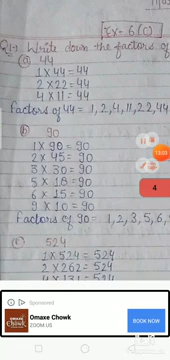 Ex = 6(C)
Q1 Write down the factors of
(a) 44
1 × 44 = 44
2 × 22 = 44
4 × 11 = 44
Factors of 44 = 1, 2, 4, 11, 22, 44
(b) 90
1 × 90 = 90
2 × 45 = 90
3 × 30 = 90
5 × 18 = 90
6 × 15 = 90
9 × 10 = 90
Factors of 90 = 1, 2, 3, 5, 6,
(c) 524
1 × 524 = 524
2 × 262 = 524
4 × 131 = 524
4
Sponsored
Omaxe Chowk
ZOOM.US
BOOK NOW
Omaxe
Chowk